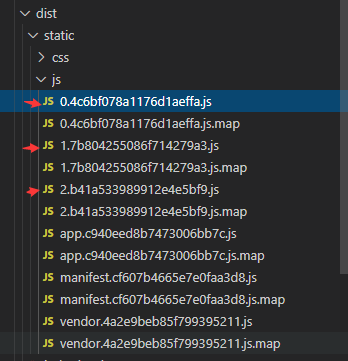 dist
static
css
js
JS 0.4c6bf078a1176d1aeffa.js
JS 0.4c6bf078a1176d1aeffa.js.map
JS 1.7b804255086f714279a3.js
JS 1.7b804255086f714279a3.js.map
JS 2.b41a533989912e4e5bf9.js
JS 2.b41a533989912e4e5bf9.js.map
JS app.c940eed8b7473006bb7c.js
JS app.c940eed8b7473006bb7c.js.map
JS manifest.cf607b4665e7e0faa3d8.js
JS manifest.cf607b4665e7e0faa3d8.js.map
JS vendor.4a2e9beb85f799395211.js
JS vendor.4a2e9beb85f799395211.js.map